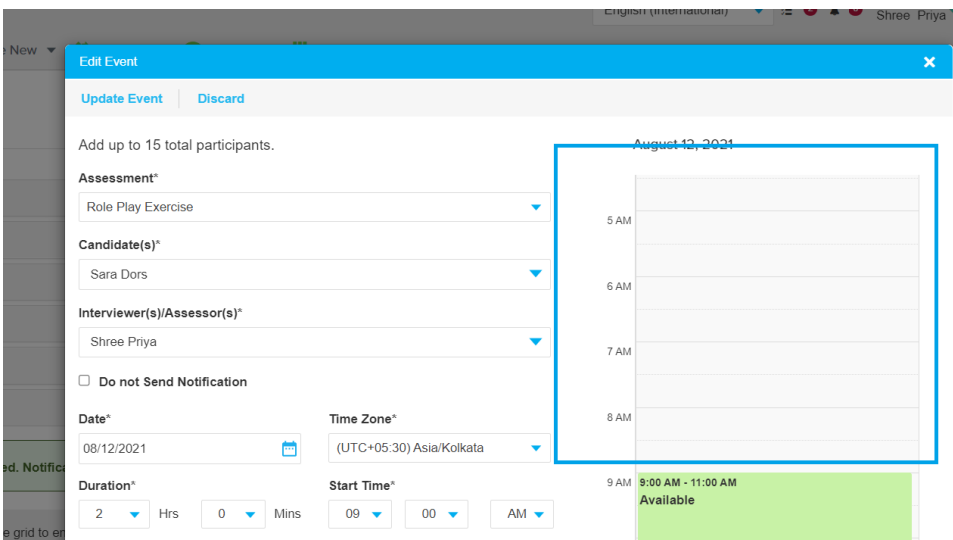 English (International)
Shree Priya
e New
Edit Event
Update Event
Discard
Add up to 15 total participants.
August 12, 2021
Assessment*
Role Play Exercise
5 AM
Candidate(s)*
Sara Dors
6 AM
Interviewer(s)/Assessor(s)*
Shree Priya
7 AM
Do not Send Notification
Date*
Time Zone*
8 AM
08/12/2021
(UTC+05:30) Asia/Kolkata
ed. Notifica
Duration*
Start Time*
9 AM
9:00 AM - 11:00 AM
Available
2 Hrs 0 Mins
09 00 AM
e grid to en